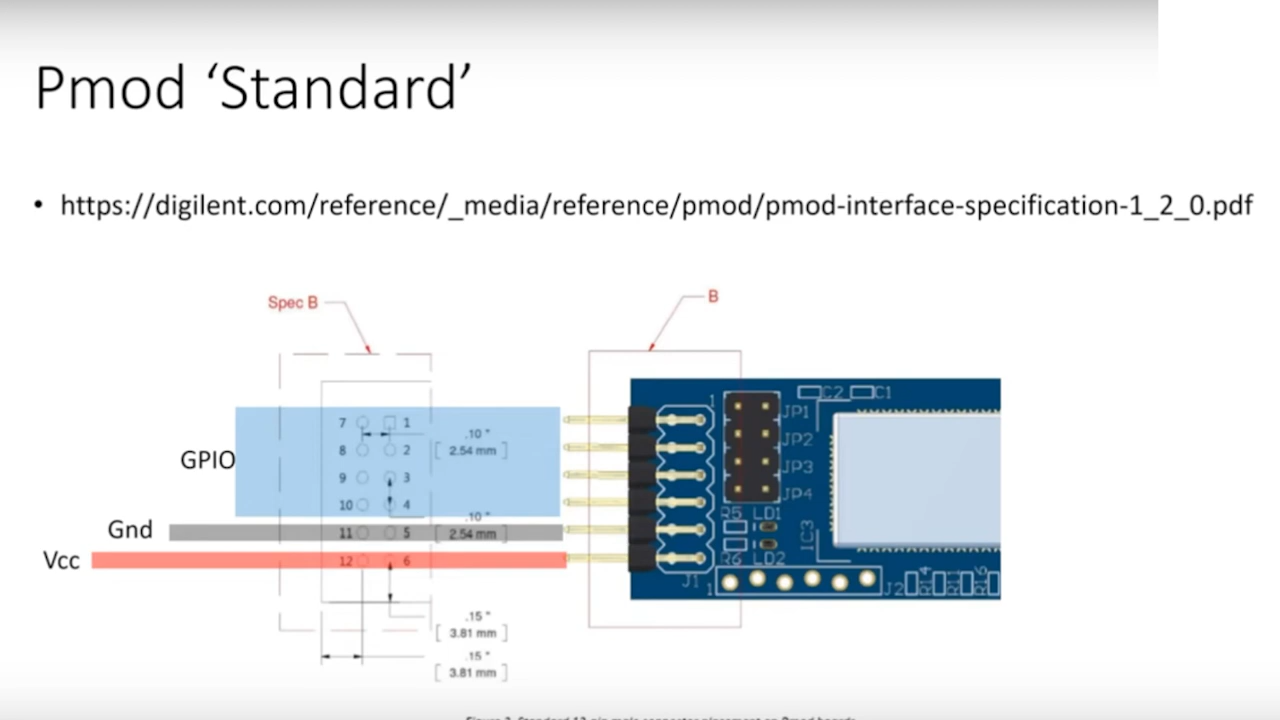 Pmod ‘Standard’
• https://digilent.com/reference/_media/reference/pmod/pmod-interface-specification-1_2_0.pdf
Spec B
B
7 1
8 2
9 3
10 4
11 5
12 6
.10 "
[ 2.54 mm ]
.10 "
[ 2.54 mm ]
.15 "
[ 3.81 mm ]
.15 "
[ 3.81 mm ]
GPIO
Gnd
Vcc
C2 C1
1
JP1
JP2
JP3
JP4
R5 LD1
R6 LD2
IC3
J1
1
J2